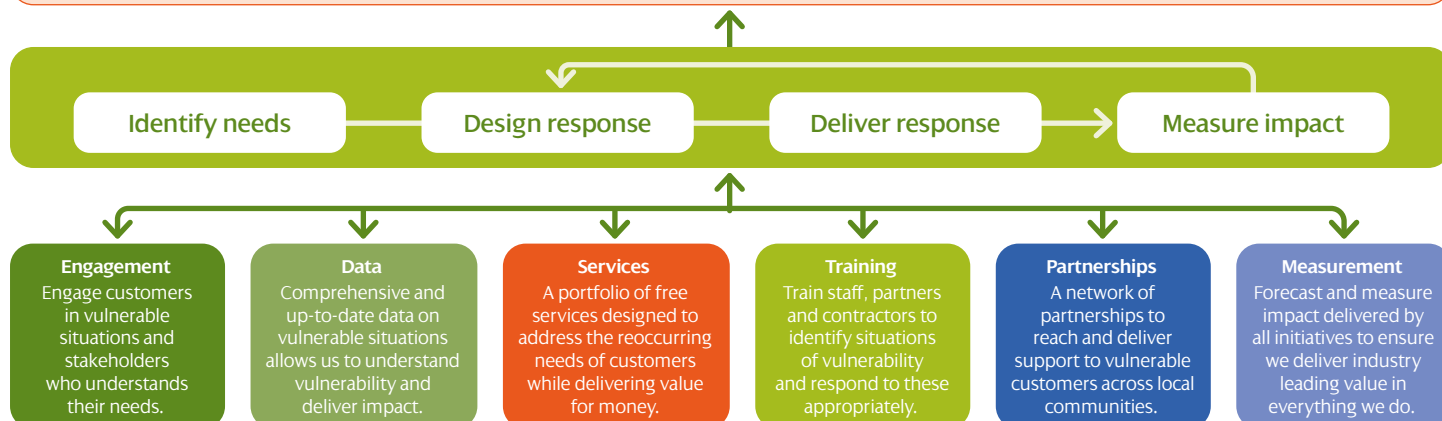 Identify needs
Design response
Deliver response
Measure impact
Engagement
Engage customers
in vulnerable
situations and
stakeholders
who understands
their needs.
Data
Comprehensive and
up-to-date data on
vulnerable situations
allows us to understand
vulnerability and
deliver impact.
Services
A portfolio of free
services designed to
address the reoccurring
needs of customers
while delivering value
for money.
Training
Train staff, partners
and contractors to
identify situations
of vulnerability
and respond to these
appropriately.
Partnerships
A network of
partnerships to
reach and deliver
support to vulnerable
customers across local
communities.
Measurement
Forecast and measure
impact delivered by
all initiatives to ensure
we deliver industry
leading value in
everything we do.